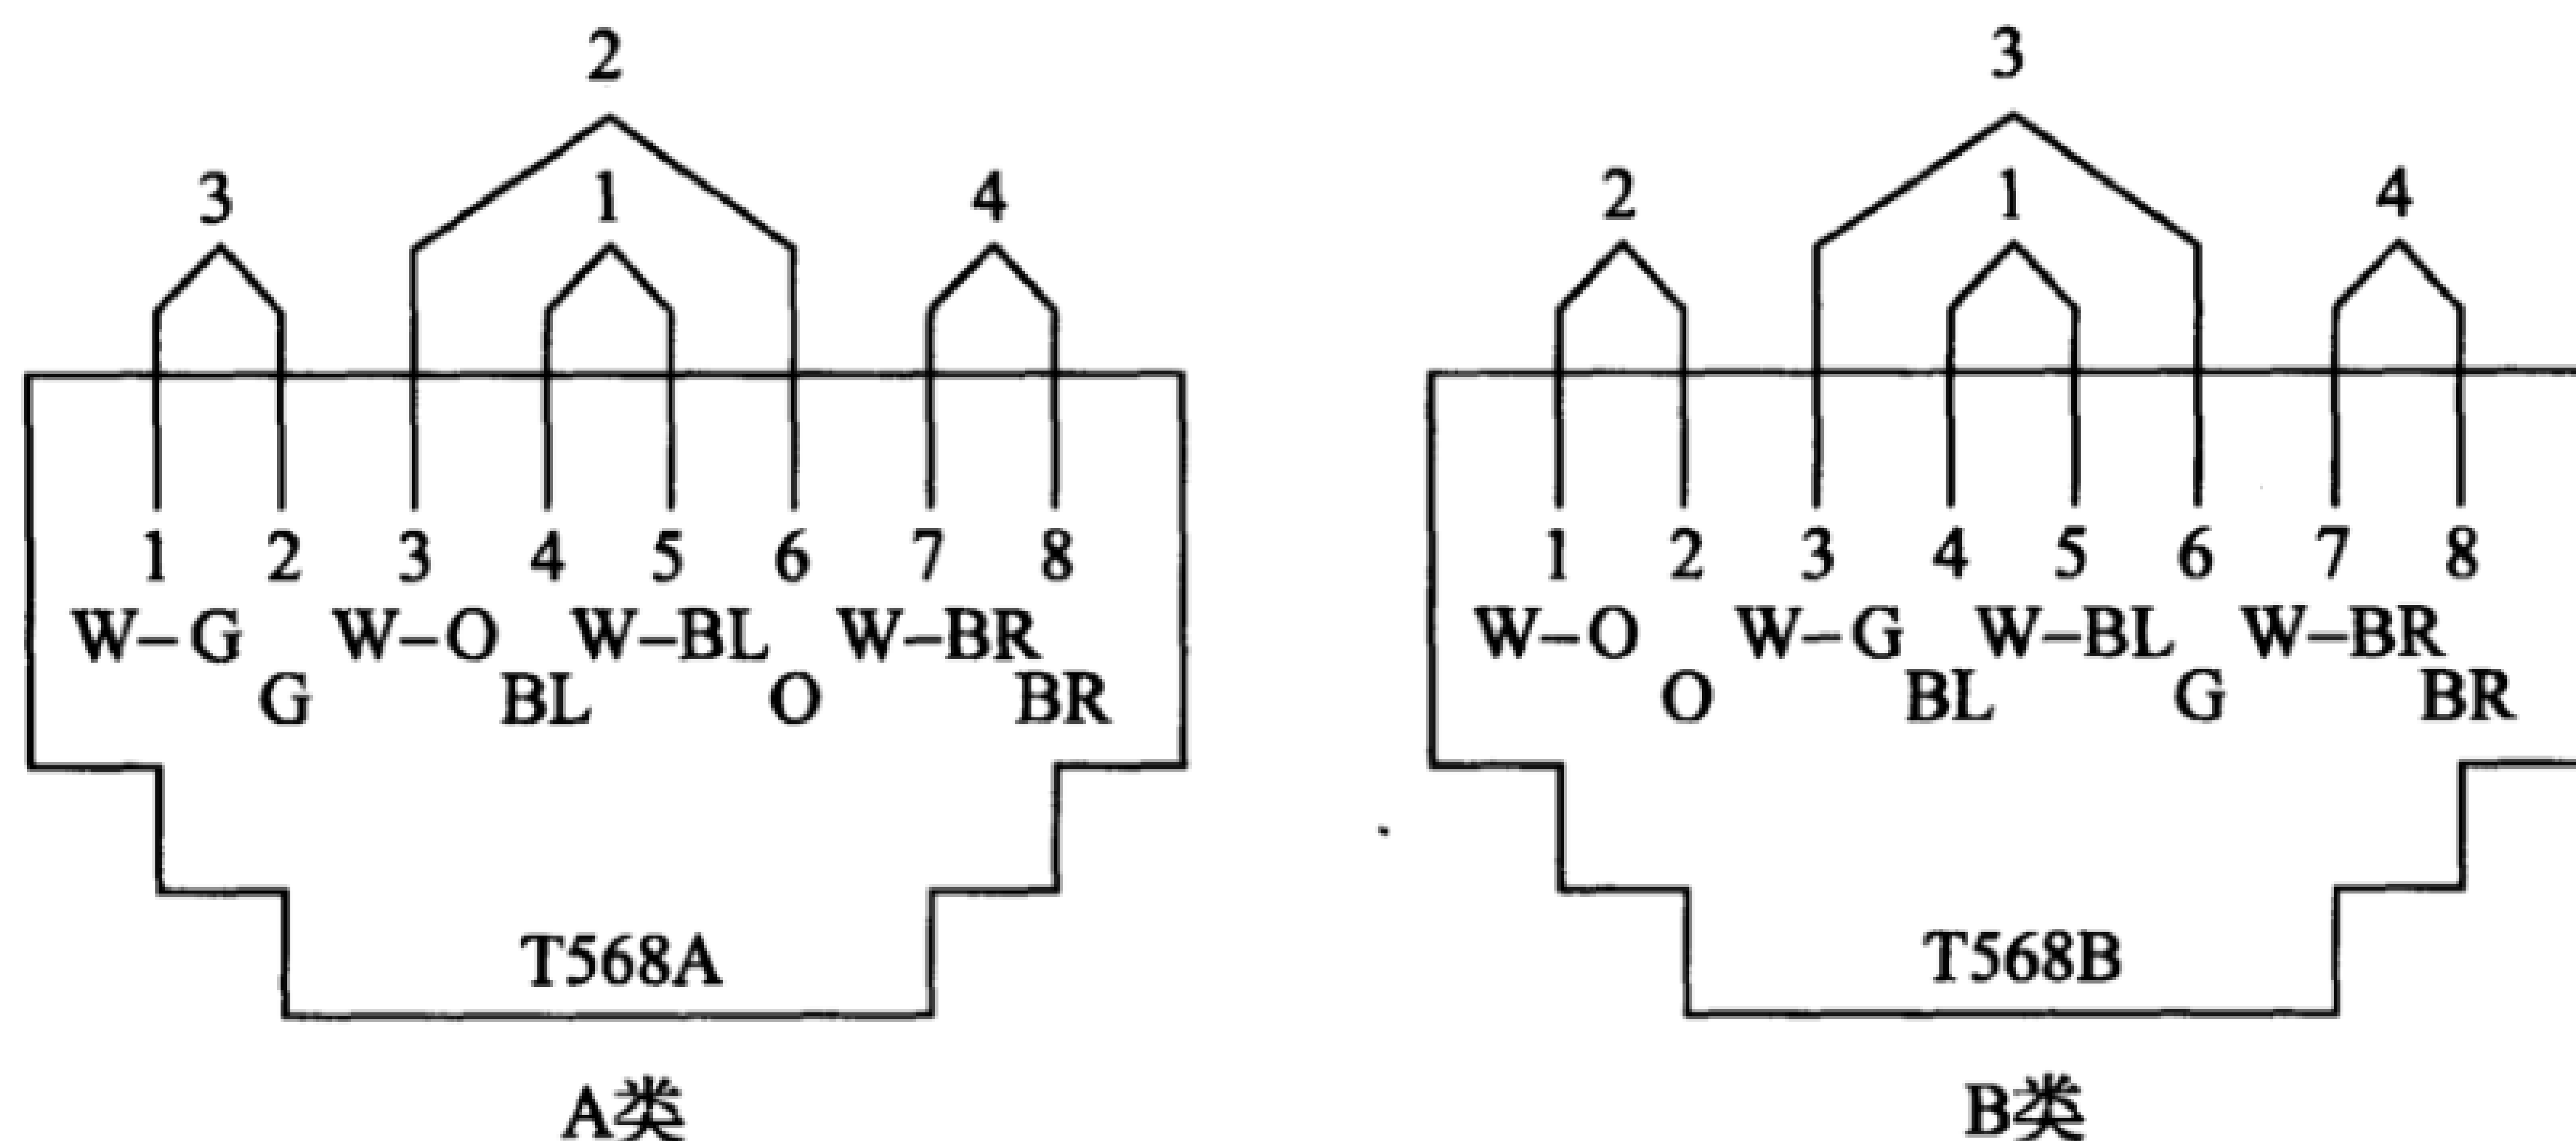 2
3 1 4
1 2 3 4 5 6 7 8
W–G W–O W–BL W–BR
G BL O BR
T568A
A类
3
2 1 4
1 2 3 4 5 6 7 8
W–O W–G W–BL W–BR
O BL G BR
T568B
B类